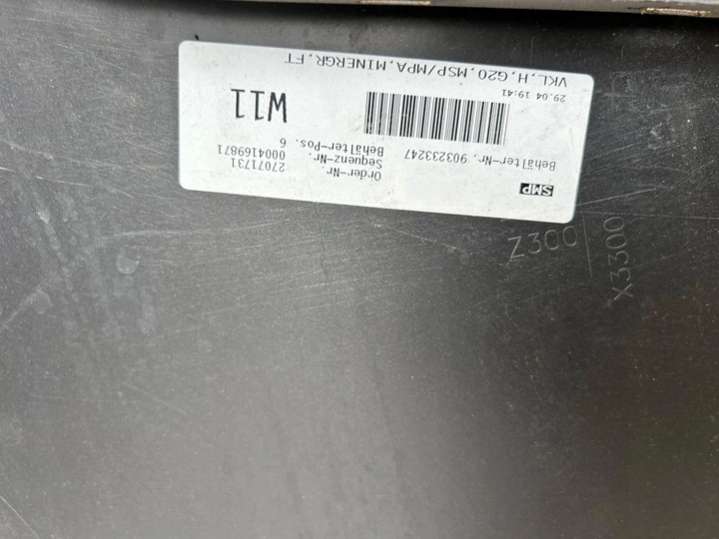 SMP
Order-Nr. 27071731
Sequenz-Nr. 0004169871
Behälter-Nr. 903233247 Behälter-Pos. 6
29.04 19:41
W11
VKL,H,G20,MSP/MPA,MINERGR,FT
Z300
X3300